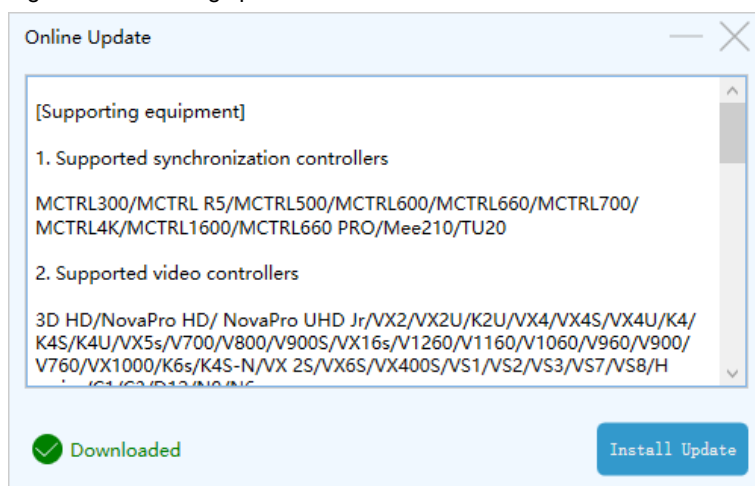 Online Update
[Supporting equipment]
1. Supported synchronization controllers
MCTRL300/MCTRL R5/MCTRL500/MCTRL600/MCTRL660/MCTRL700/
MCTRL4K/MCTRL1600/MCTRL660 PRO/Mee210/TU20
2. Supported video controllers
3D HD/NovaPro HD/ NovaPro UHD Jr/VX2/VX2U/K2U/VX4/VX4S/VX4U/K4/
K4S/K4U/VX5s/V700/V800/V900S/VX16s/V1260/V1160/V1060/V960/V900/
V760/VX1000/K6s/K4S-N/VX 2S/VX6S/VX400S/VS1/VS2/VS3/VS7/VS8/H
Downloaded
Install Update